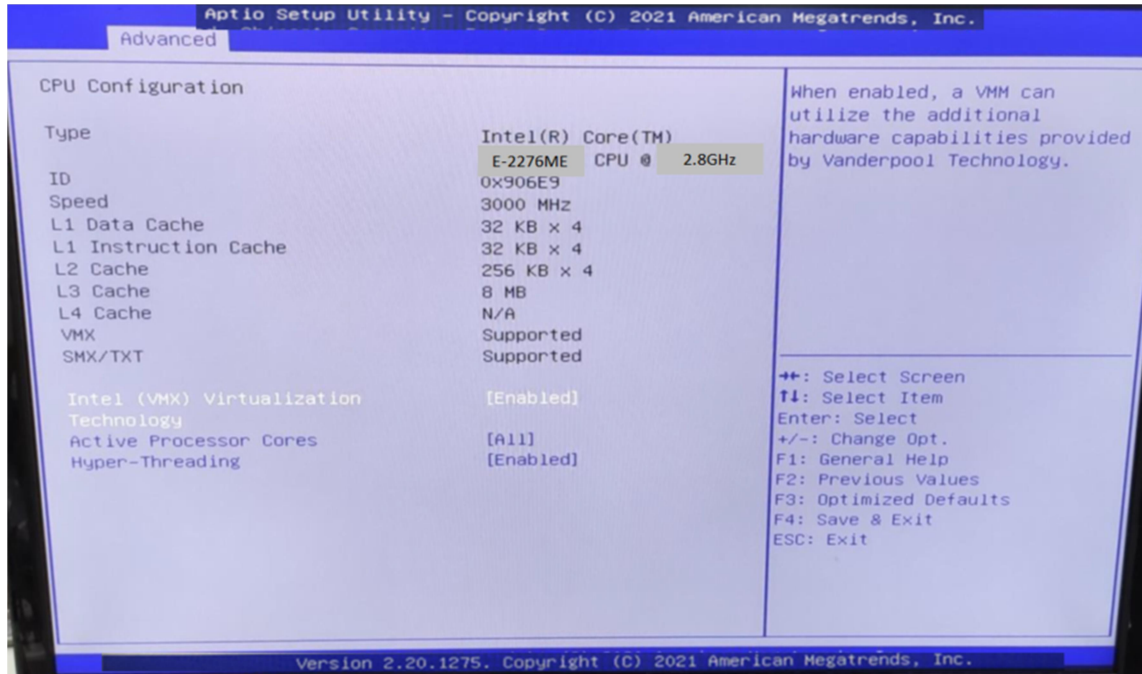 Aptio Setup Utility – Copyright (C) 2021 American Megatrends, Inc.
Advanced
CPU Configuration
Type Intel(R) Core(TM)
E-2276ME CPU @ 2.8GHz
ID 0x906E9
Speed 3000 MHz
L1 Data Cache 32 KB x 4
L1 Instruction Cache 32 KB x 4
L2 Cache 256 KB x 4
L3 Cache 8 MB
L4 Cache N/A
VMX Supported
SMX/TXT Supported
Intel (VMX) Virtualization [Enabled]
Technology
Active Processor Cores [All]
Hyper-Threading [Enabled]
When enabled, a VMM can
utilize the additional
hardware capabilities provided
by Vanderpool Technology.
→←: Select Screen
↑↓: Select Item
Enter: Select
+/-: Change Opt.
F1: General Help
F2: Previous Values
F3: Optimized Defaults
F4: Save & Exit
ESC: Exit
Version 2.20.1275. Copyright (C) 2021 American Megatrends, Inc.